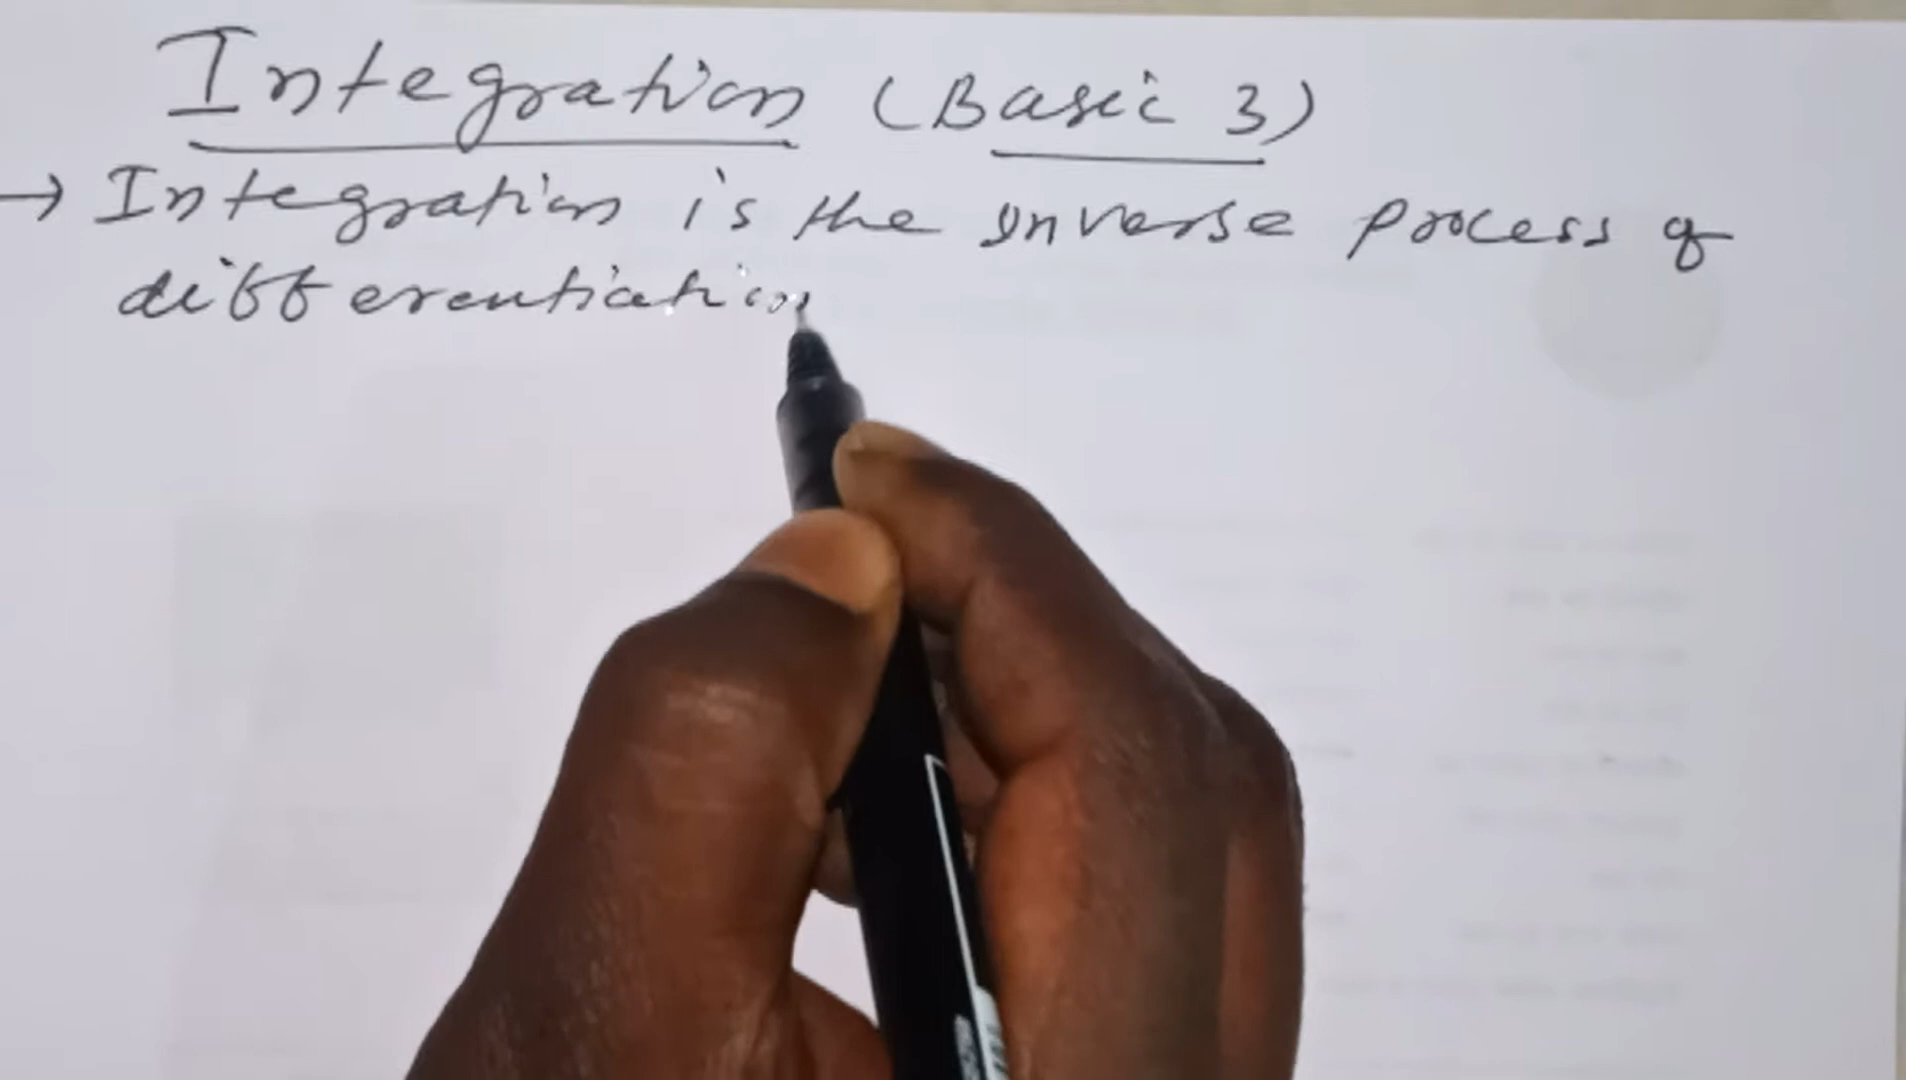 Integration (Basic 3)
→ Integration is the inverse process of
differentiation